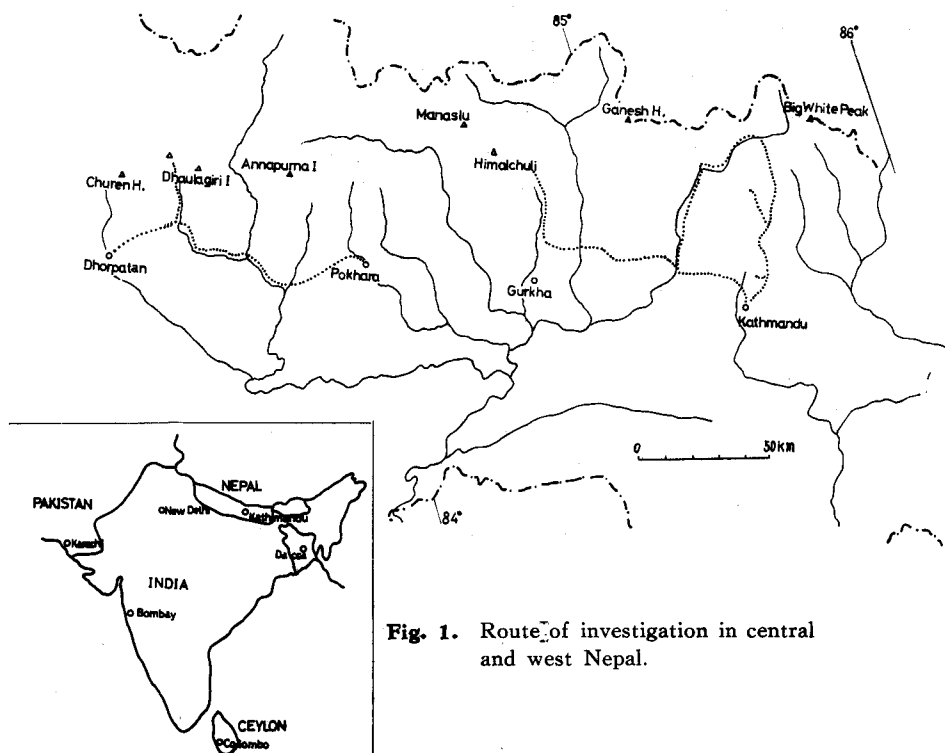 85°
86°
Manaslu
Ganesh H.
Big White Peak
Himalchuli
Annapurna I
Dhaulagiri I
Churen H.
Dhorpatan
Pokhara
Gurkha
Kathmandu
0 50km
84°
NEPAL
PAKISTAN
New Delhi
Kathmandu
Karachi
INDIA
Bombay
CEYLON
Colombo
Fig. 1. Route of investigation in central
and west Nepal.